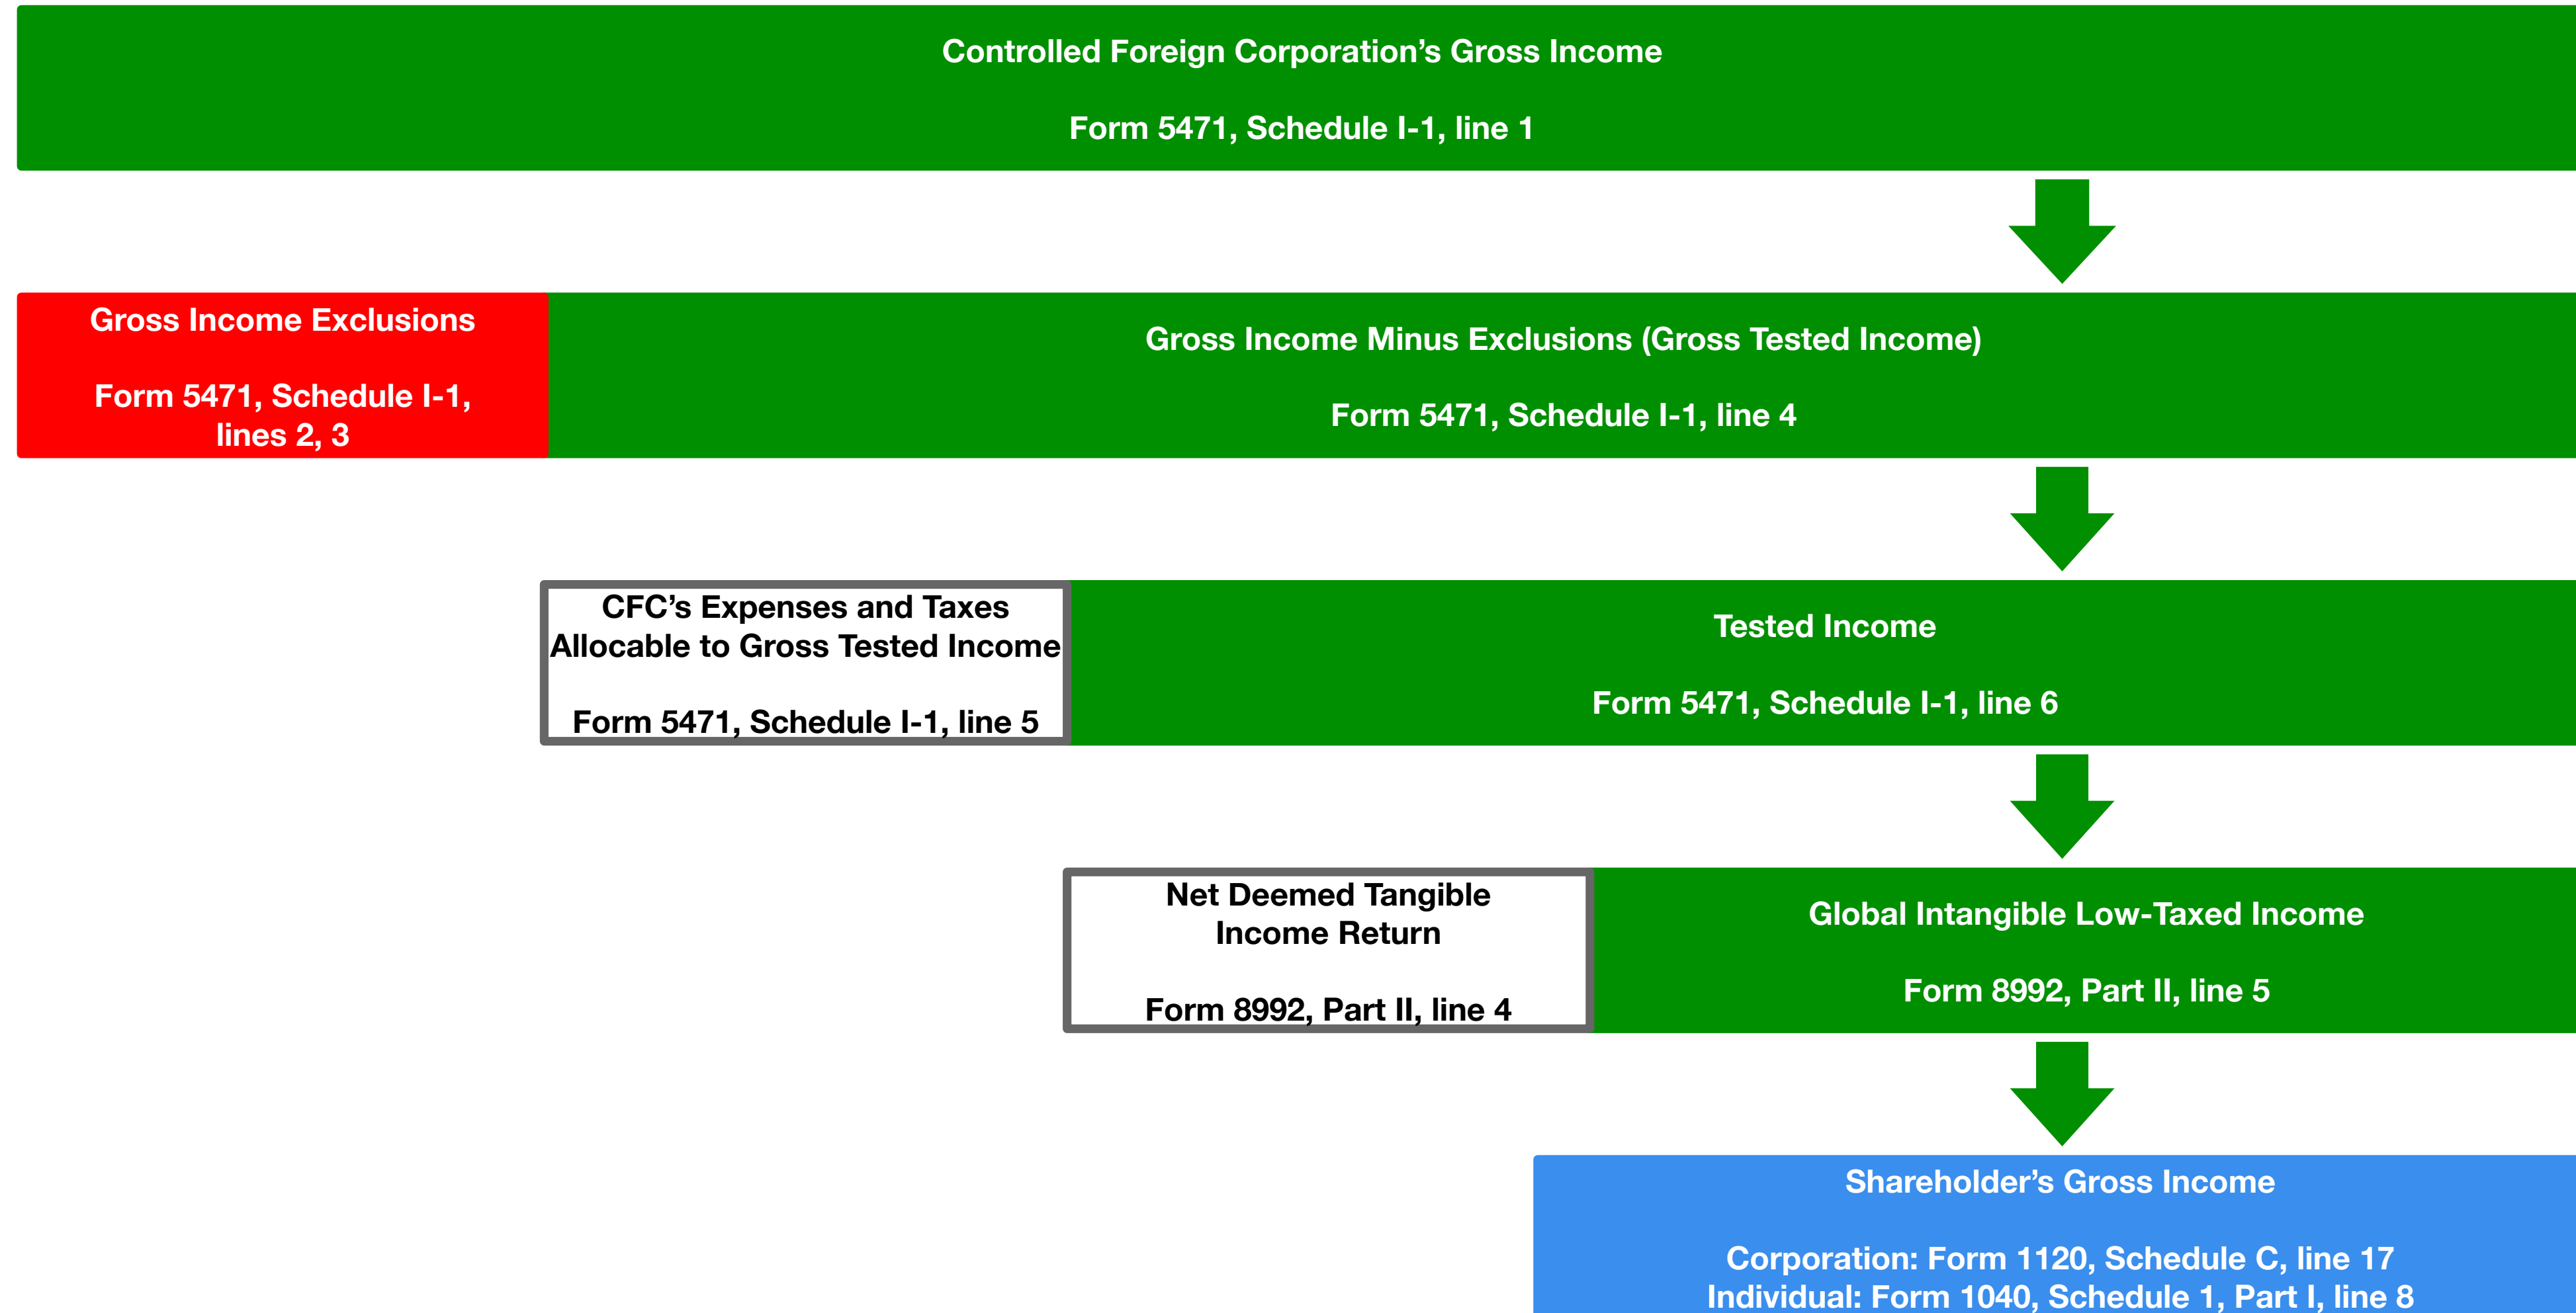 Controlled Foreign Corporation’s Gross Income
Form 5471, Schedule I-1, line 1
Gross Income Exclusions
Form 5471, Schedule I-1,
lines 2, 3
Gross Income Minus Exclusions (Gross Tested Income)
Form 5471, Schedule I-1, line 4
CFC’s Expenses and Taxes
Allocable to Gross Tested Income
Form 5471, Schedule I-1, line 5
Tested Income
Form 5471, Schedule I-1, line 6
Net Deemed Tangible
Income Return
Form 8992, Part II, line 4
Global Intangible Low-Taxed Income
Form 8992, Part II, line 5
Shareholder’s Gross Income
Corporation: Form 1120, Schedule C, line 17
Individual: Form 1040, Schedule 1, Part I, line 8